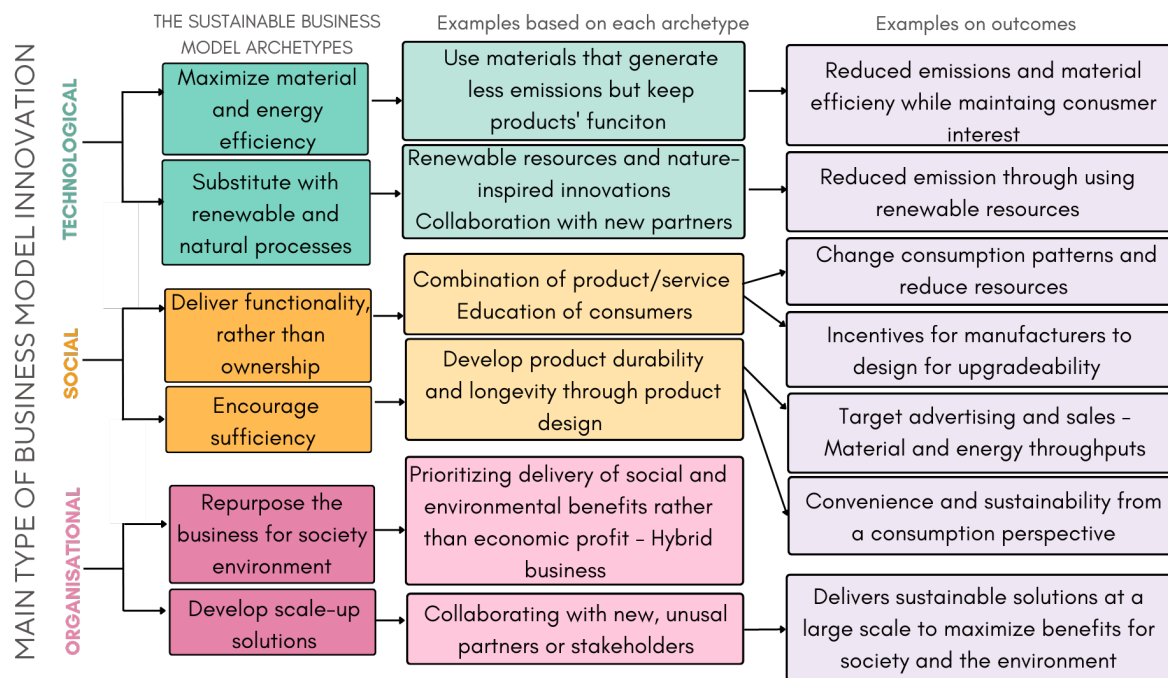 MAIN TYPE OF BUSINESS MODEL INNOVATION
THE SUSTAINABLE BUSINESS
MODEL ARCHETYPES
Examples based on each archetype
Examples on outcomes
TECHNOLOGICAL
Maximize material
and energy
efficiency
Use materials that generate
less emissions but keep
products' funciton
Reduced emissions and material
efficieny while maintaing conusmer
interest
Substitute with
renewable and
natural processes
Renewable resources and nature-
inspired innovations
Collaboration with new partners
Reduced emission through using
renewable resources
SOCIAL
Deliver functionality,
rather than
ownership
Combination of product/service
Education of consumers
Change consumption patterns and
reduce resources
Incentives for manufacturers to
design for upgradeability
Encourage
sufficiency
Develop product durability
and longevity through product
design
Target advertising and sales -
Material and energy throughputs
Convenience and sustainability from
a consumption perspective
ORGANISATIONAL
Repurpose the
business for society
environment
Prioritizing delivery of social and
environmental benefits rather
than economic profit - Hybrid
business
Develop scale-up
solutions
Collaborating with new, unusal
partners or stakeholders
Delivers sustainable solutions at a
large scale to maximize benefits for
society and the environment